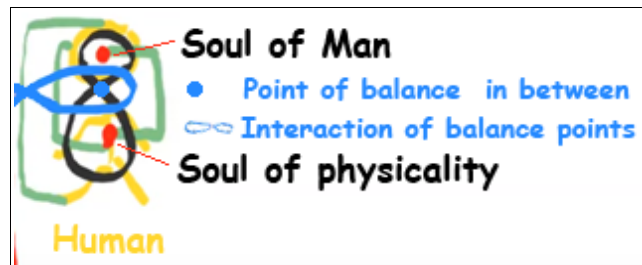 Soul of Man
Point of balance in between
Interaction of balance points
Soul of physicality
Human